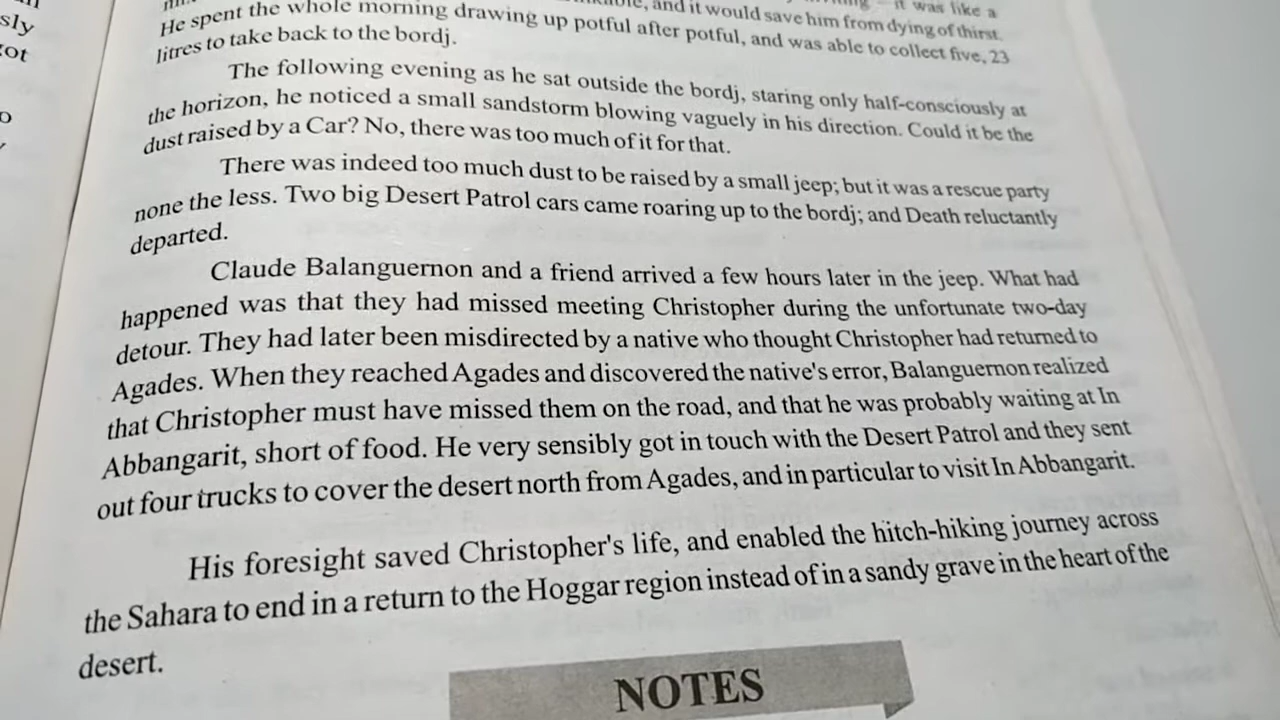 sly
got
it was like a
and it would save him from dying of thirst.
He spent the whole morning drawing up potful after potful, and was able to collect five, 23
litres to take back to the bordj.
The following evening as he sat outside the bordj, staring only half-consciously at
the horizon, he noticed a small sandstorm blowing vaguely in his direction. Could it be the
dust raised by a Car? No, there was too much of it for that.
There was indeed too much dust to be raised by a small jeep; but it was a rescue party
none the less. Two big Desert Patrol cars came roaring up to the bordj; and Death reluctantly
departed.
Claude Balanguernon and a friend arrived a few hours later in the jeep. What had
happened was that they had missed meeting Christopher during the unfortunate two-day
detour. They had later been misdirected by a native who thought Christopher had returned to
Agades. When they reached Agades and discovered the native's error, Balanguernon realized
that Christopher must have missed them on the road, and that he was probably waiting at In
Abbangarit, short of food. He very sensibly got in touch with the Desert Patrol and they sent
out four trucks to cover the desert north from Agades, and in particular to visit In Abbangarit.
His foresight saved Christopher's life, and enabled the hitch-hiking journey across
the Sahara to end in a return to the Hoggar region instead of in a sandy grave in the heart of the
desert.
NOTES